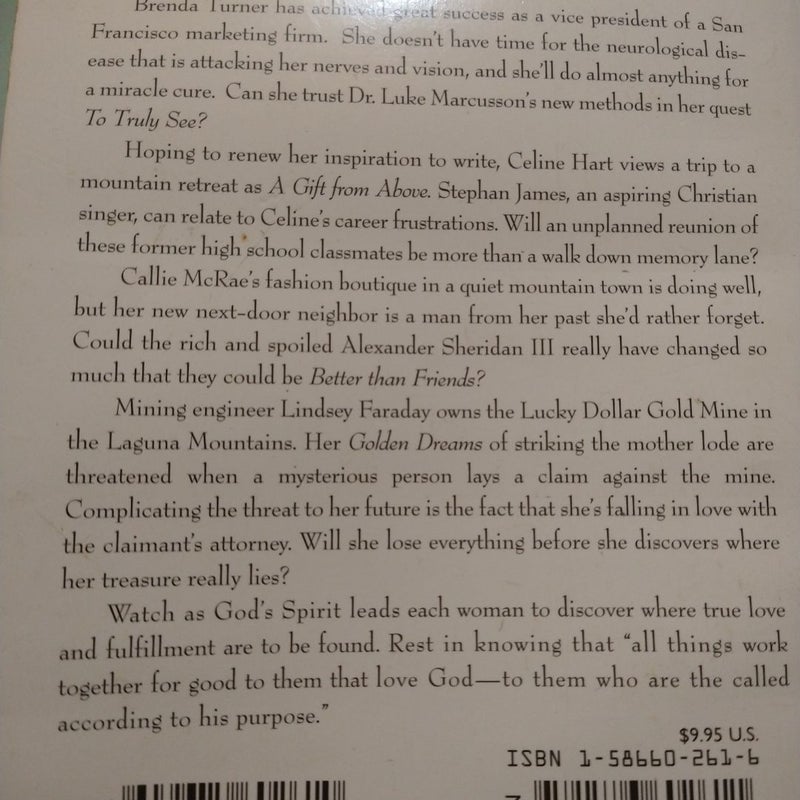 Brenda Turner has achieved great success as a vice president of a San
Francisco marketing firm. She doesn't have time for the neurological dis-
ease that is attacking her nerves and vision, and she'll do almost anything for
a miracle cure. Can she trust Dr. Luke Marcusson's new methods in her quest
To Truly See?
Hoping to renew her inspiration to write, Celine Hart views a trip to a
mountain retreat as A Gift from Above. Stephan James, an aspiring Christian
singer, can relate to Celine's career frustrations. Will an unplanned reunion of
these former high school classmates be more than a walk down memory lane?
Callie McRae's fashion boutique in a quiet mountain town is doing well,
but her new next-door neighbor is a man from her past she'd rather forget.
Could the rich and spoiled Alexander Sheridan III really have changed so
much that they could be Better than Friends?
Mining engineer Lindsey Faraday owns the Lucky Dollar Gold Mine in
the Laguna Mountains. Her Golden Dreams of striking the mother lode are
threatened when a mysterious person lays a claim against the mine.
Complicating the threat to her future is the fact that she's falling in love with
the claimant's attorney. Will she lose everything before she discovers where
her treasure really lies?
Watch as God's Spirit leads each woman to discover where true love
and fulfillment are to be found. Rest in knowing that "all things work
together for good to them that love God—to them who are the called
according to his purpose."
$9.95 U.S.
ISBN 1-58660-261-6